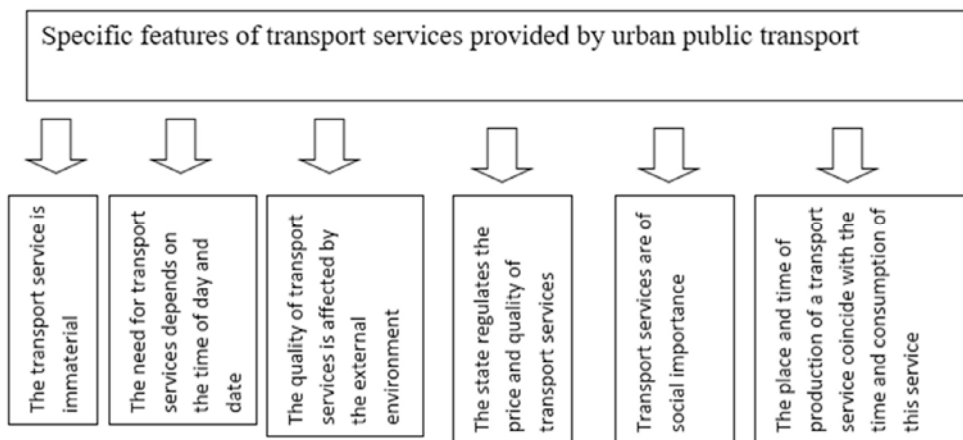 Specific features of transport services provided by urban public transport
The transport service is
immaterial
The need for transport
services depends on
the time of day and
date
The quality of transport
services is affected by
the external
environment
The state regulates the
price and quality of
transport services
Transport services are of
social importance
The place and time of
production of a transport
service coincide with the
time and consumption of
this service